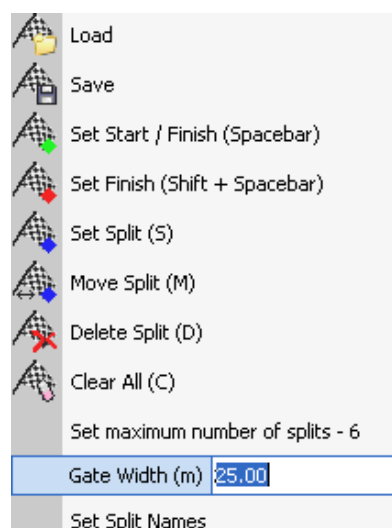 Load
Save
Set Start / Finish (Spacebar)
Set Finish (Shift + Spacebar)
Set Split (S)
Move Split (M)
Delete Split (D)
Clear All (C)
Set maximum number of splits - 6
Gate Width (m) 25.00
Set Split Names